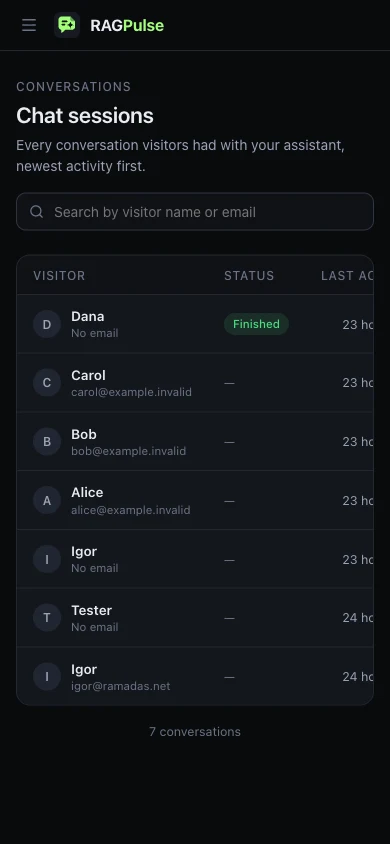 RAGPulse
CONVERSATIONS
Chat sessions
Every conversation visitors had with your assistant,
newest activity first.
Search by visitor name or email
VISITOR STATUS LAST AC
D Dana Finished 23 ho
No email
C Carol — 23 ho
carol@example.invalid
B Bob — 23 ho
bob@example.invalid
A Alice — 23 ho
alice@example.invalid
I Igor — 23 ho
No email
T Tester — 24 ho
No email
I Igor — 24 ho
igor@ramadas.net
7 conversations